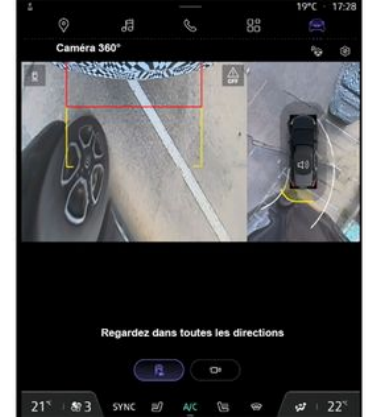 19°C · 17:28
Caméra 360°
OFF
Regardez dans toutes les directions
21° 3 SYNC A/C 22°